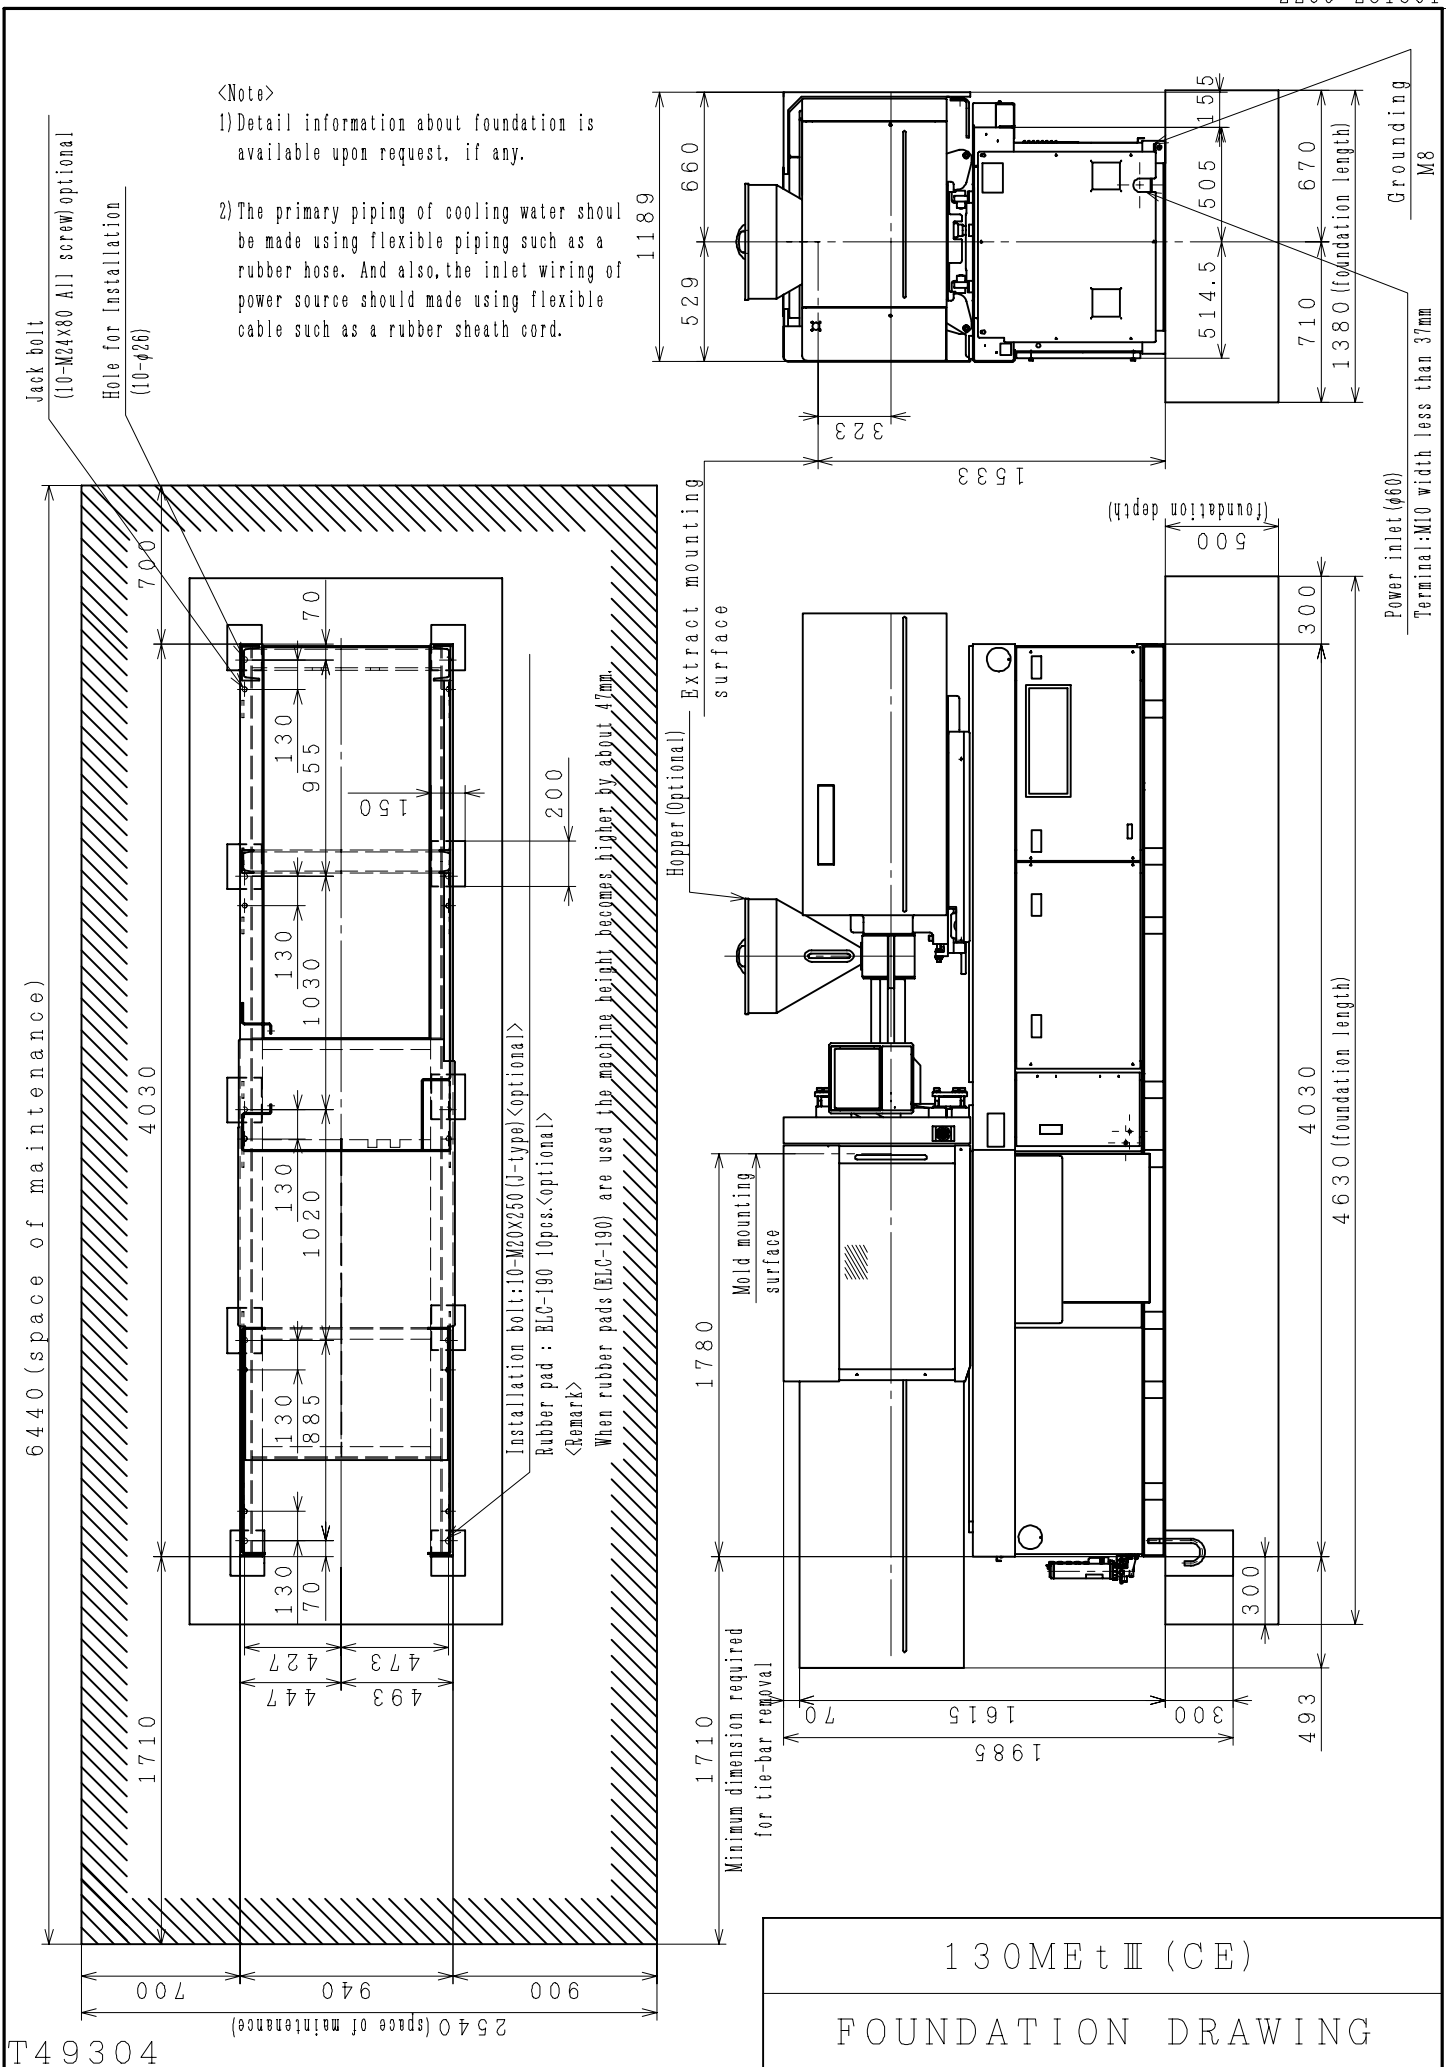 <Note>
1) Detail information about foundation is
available upon request, if any.
2) The primary piping of cooling water shoul
be made using flexible piping such as a
rubber hose. And also, the inlet wiring of
power source should made using flexible
cable such as a rubber sheath cord.
Jack bolt
(10-M24×80 All screw)optional
Hole for Installation
(10-φ26)
1189
660
529
323
1533
155
505
514.5
670
710
1380(foundation length)
Grounding
M8
Power inlet(φ60)
Terminal:M10 width less than 37mm
Extract mounting
surface
(foundation depth)
500
6440(space of maintenance)
700
4030
1710
70
130
955
150
200
130
1030
130
1020
130
885
130
70
427
473
447
493
Installation bolt:10-M20×250(J-type)<optional>
Rubber pad : ELC-190 10pcs.<optional>
<Remark>
When rubber pads(ELC-190) are used the machine height becomes higher by about 47mm.
700
940
900
2540(space of maintenance)
Hopper(Optional)
Mold mounting
surface
1780
1710
Minimum dimension required
for tie-bar removal
300
4030
4630(foundation length)
300
493
70
1615
300
1985
130MEtⅢ(CE)
FOUNDATION DRAWING
T49304